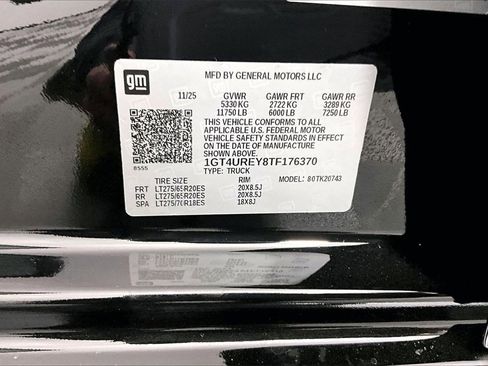 gm
MFD BY GENERAL MOTORS LLC
11/25 GVWR GAWR FRT GAWR RR
5330 KG 2722 KG 3289 KG
11750 LB 6000 LB 7250 LB
THIS VEHICLE CONFORMS TO ALL
APPLICABLE U.S. FEDERAL MOTOR
VEHICLE SAFETY STANDARDS IN EFFECT
ON THE DATE OF MANUFACTURE
SHOWN ABOVE.
1GT4UREY8TF176370
8555 TYPE: TRUCK
TIRE SIZE RIM MODEL: 80TK20743
FRT LT275/65R20ES 20X8.5J
RR LT275/65R20ES 20X8.5J
SPA LT275/70R18ES 18X8J